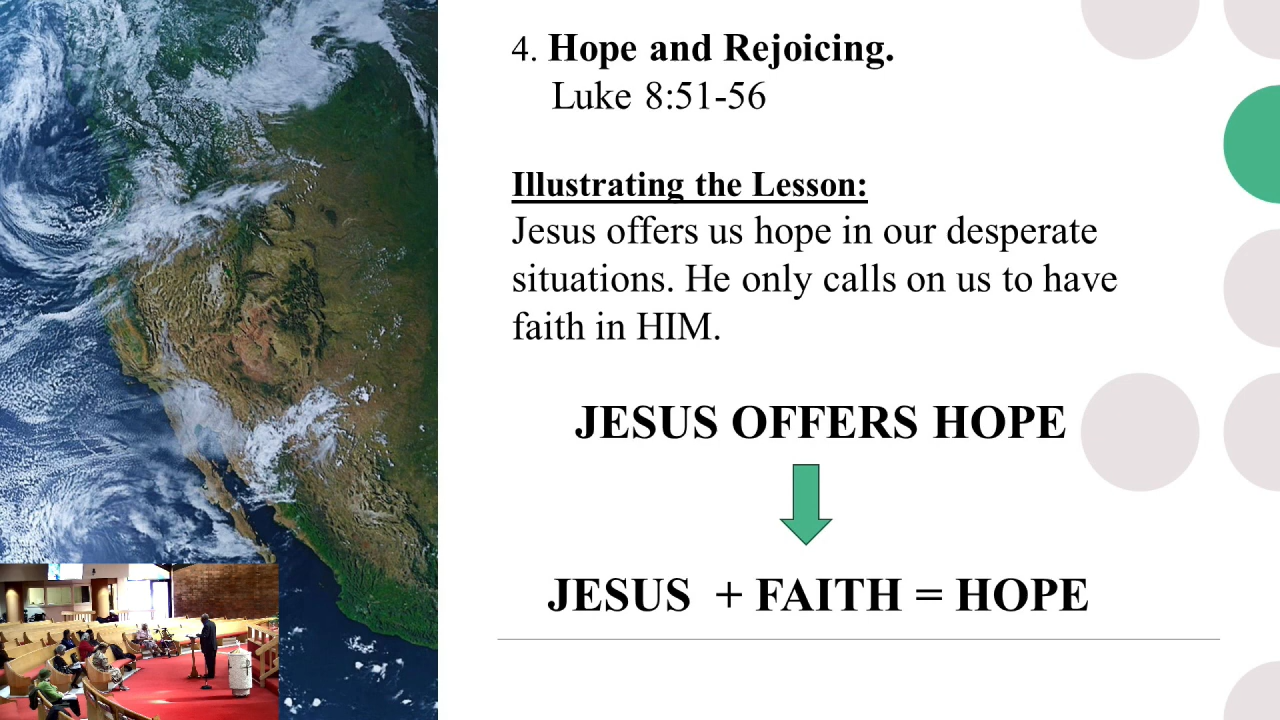 4. Hope and Rejoicing.
Luke 8:51-56
Illustrating the Lesson:
Jesus offers us hope in our desperate
situations. He only calls on us to have
faith in HIM.
JESUS OFFERS HOPE
JESUS + FAITH = HOPE